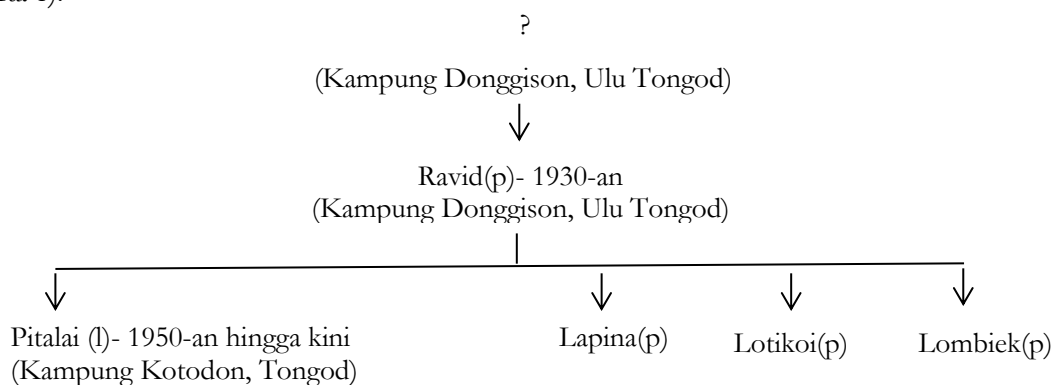 ?
(Kampung Donggison, Ulu Tongod)
Ravid(p)- 1930-an
(Kampung Donggison, Ulu Tongod)
Pitalai (l)- 1950-an hingga kini
(Kampung Kotodon, Tongod)
Lapina(p)
Lotikoi(p)
Lombiek(p)